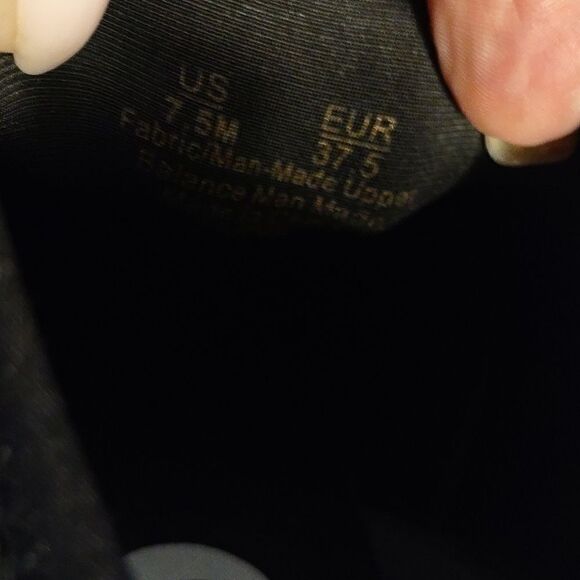 US EUR
7.5M 37.5
Fabric/Man-Made Upper
Balance Man Made